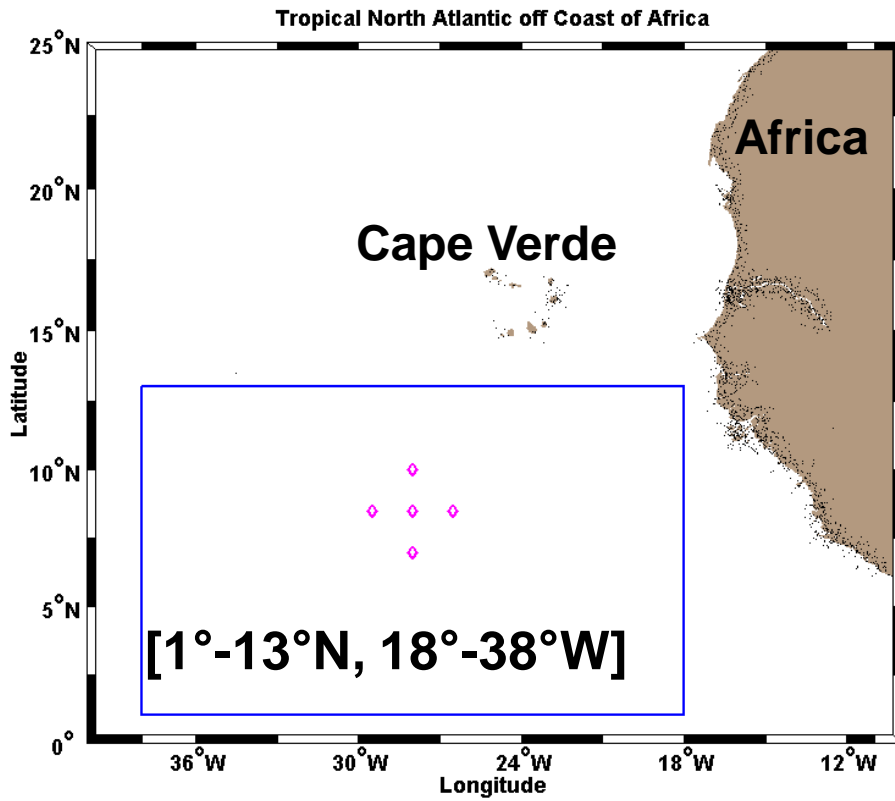 Tropical North Atlantic off Coast of Africa
25°N
Africa
20°N
Cape Verde
15°N
Latitude
10°N
5°N
[1°-13°N, 18°-38°W]
0°
36°W 30°W 24°W 18°W 12°W
Longitude